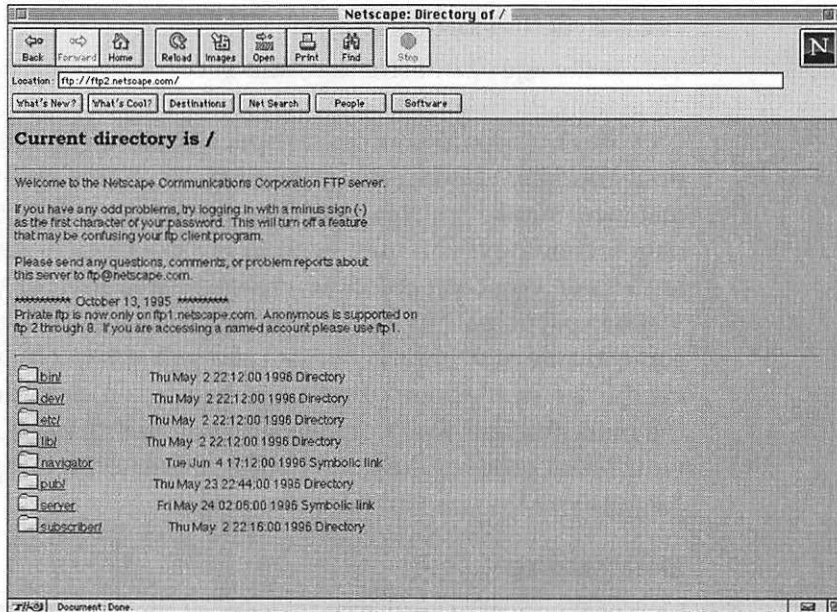 Netscape: Directory of /
Back Forward Home Reload Images Open Print Find Stop
N
Location: ftp://ftp2.netscape.com/
What's New? What's Cool? Destinations Net Search People Software
Current directory is /
Welcome to the Netscape Communications Corporation FTP server.
If you have any odd problems, try logging in with a minus sign (-)
as the first character of your password. This will turn off a feature
that may be confusing your ftp client program.
Please send any questions, comments, or problem reports about
this server to ftp@netscape.com.
*********** October 13, 1995 **********
Private ftp is now only on ftp1.netscape.com. Anonymous is supported on
ftp 2 through 8. If you are accessing a named account please use ftp1.
bin/ Thu May 2 22:12:00 1996 Directory
dev/ Thu May 2 22:12:00 1996 Directory
etc/ Thu May 2 22:12:00 1996 Directory
lib/ Thu May 2 22:12:00 1996 Directory
navigator Tue Jun 4 17:12:00 1996 Symbolic link
pub/ Thu May 23 22:44:00 1996 Directory
server Fri May 24 02:06:00 1996 Symbolic link
subscriber/ Thu May 2 22:16:00 1996 Directory
Document: Done.